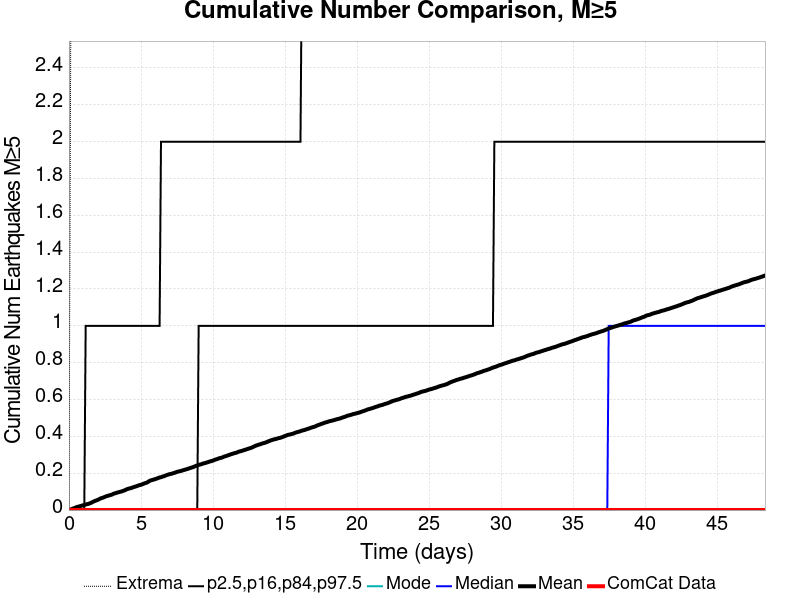 Cumulative Number Comparison, M≥5
Cumulative Num Earthquakes M≥5
2.4
2.2
2
1.8
1.6
1.4
1.2
1
0.8
0.6
0.4
0.2
0
0 5 10 15 20 25 30 35 40 45
Time (days)
Extrema p2.5,p16,p84,p97.5 Mode Median Mean ComCat Data